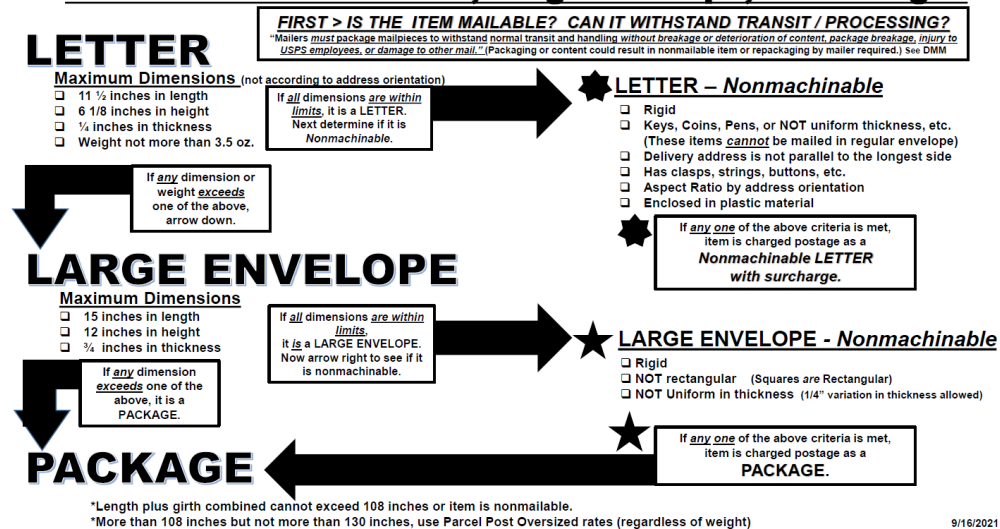 FIRST > IS THE ITEM MAILABLE? CAN IT WITHSTAND TRANSIT / PROCESSING?
"Mailers must package mailpieces to withstand normal transit and handling without breakage or deterioration of content, package breakage, injury to
USPS employees, or damage to other mail." (Packaging or content could result in nonmailable item or repackaging by mailer required.) See DMM
LETTER
Maximum Dimensions (not according to address orientation)
❑ 11 ½ inches in length
❑ 6 1/8 inches in height
❑ ¼ inches in thickness
❑ Weight not more than 3.5 oz.
If all dimensions are within
limits, it is a LETTER.
Next determine if it is
Nonmachinable.
LETTER – Nonmachinable
❑ Rigid
❑ Keys, Coins, Pens, or NOT uniform thickness, etc.
(These items cannot be mailed in regular envelope)
❑ Delivery address is not parallel to the longest side
❑ Has clasps, strings, buttons, etc.
❑ Aspect Ratio by address orientation
❑ Enclosed in plastic material
If any dimension or
weight exceeds
one of the above,
arrow down.
If any one of the above criteria is met,
item is charged postage as a
Nonmachinable LETTER
with surcharge.
LARGE ENVELOPE
Maximum Dimensions
❑ 15 inches in length
❑ 12 inches in height
❑ ¾ inches in thickness
If all dimensions are within
limits,
it is a LARGE ENVELOPE.
Now arrow right to see if it
is nonmachinable.
LARGE ENVELOPE - Nonmachinable
❑ Rigid
❑ NOT rectangular (Squares are Rectangular)
❑ NOT Uniform in thickness (1/4" variation in thickness allowed)
If any dimension
exceeds one of the
above, it is a
PACKAGE.
If any one of the above criteria is met,
item is charged postage as a
PACKAGE.
PACKAGE
*Length plus girth combined cannot exceed 108 inches or item is nonmailable.
*More than 108 inches but not more than 130 inches, use Parcel Post Oversized rates (regardless of weight)
9/16/2021